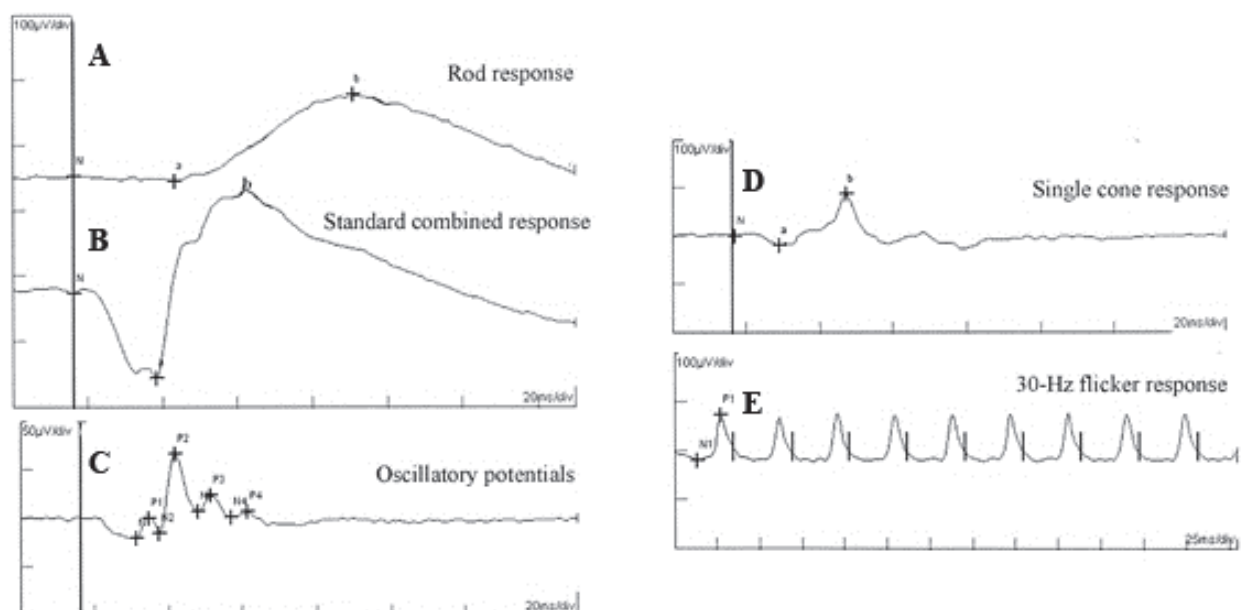 100µV/div
A
Rod response
b
N
a
b
B
Standard combined response
N
20ms/div
50µV/div
C
P2
Oscillatory potentials
P1
P3
N2
N4
P4
20ms/div
100µV/div
D
b
Single cone response
N
a
20ms/div
100µV/div
E
30-Hz flicker response
P1
N1
25ms/div